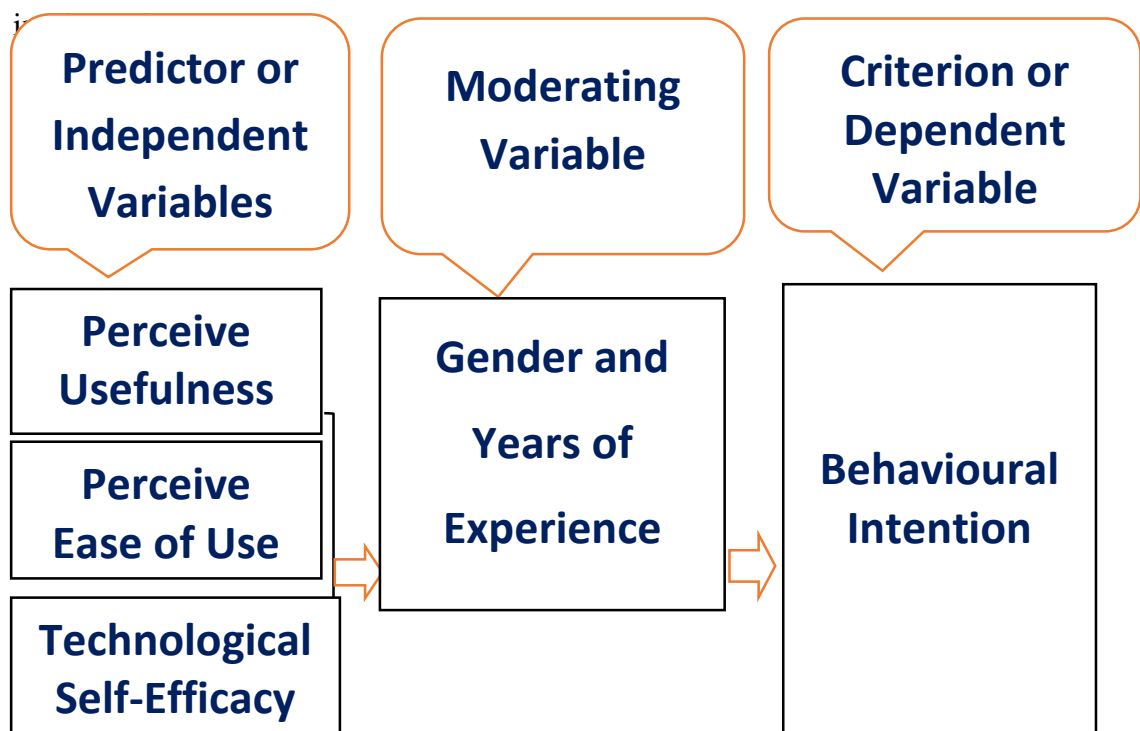 Predictor or
Independent
Variables
Moderating
Variable
Criterion or
Dependent
Variable
Perceive
Usefulness
Perceive
Ease of Use
Technological
Self-Efficacy
Gender and
Years of
Experience
Behavioural
Intention